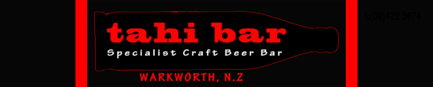 tahi bar
Specialist Craft Beer Bar
WARKWORTH, N.Z